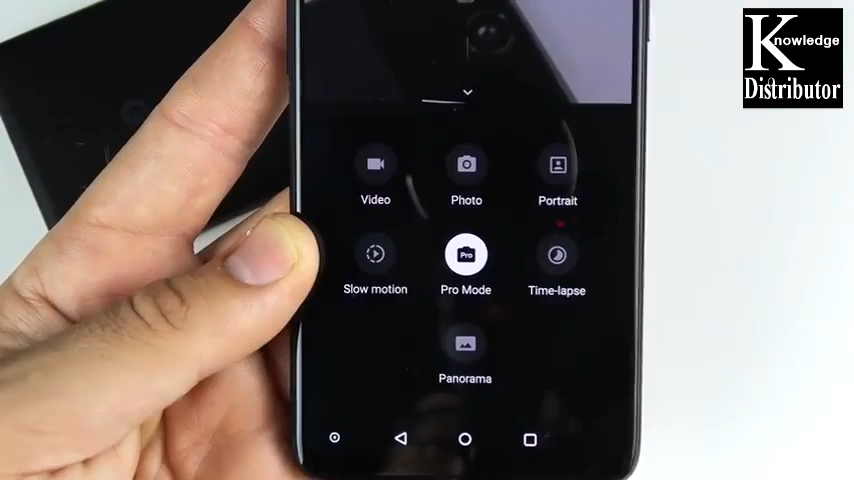 Knowledge
Distributor
Video
Photo
Portrait
Slow motion
Pro
Pro Mode
Time-lapse
Panorama